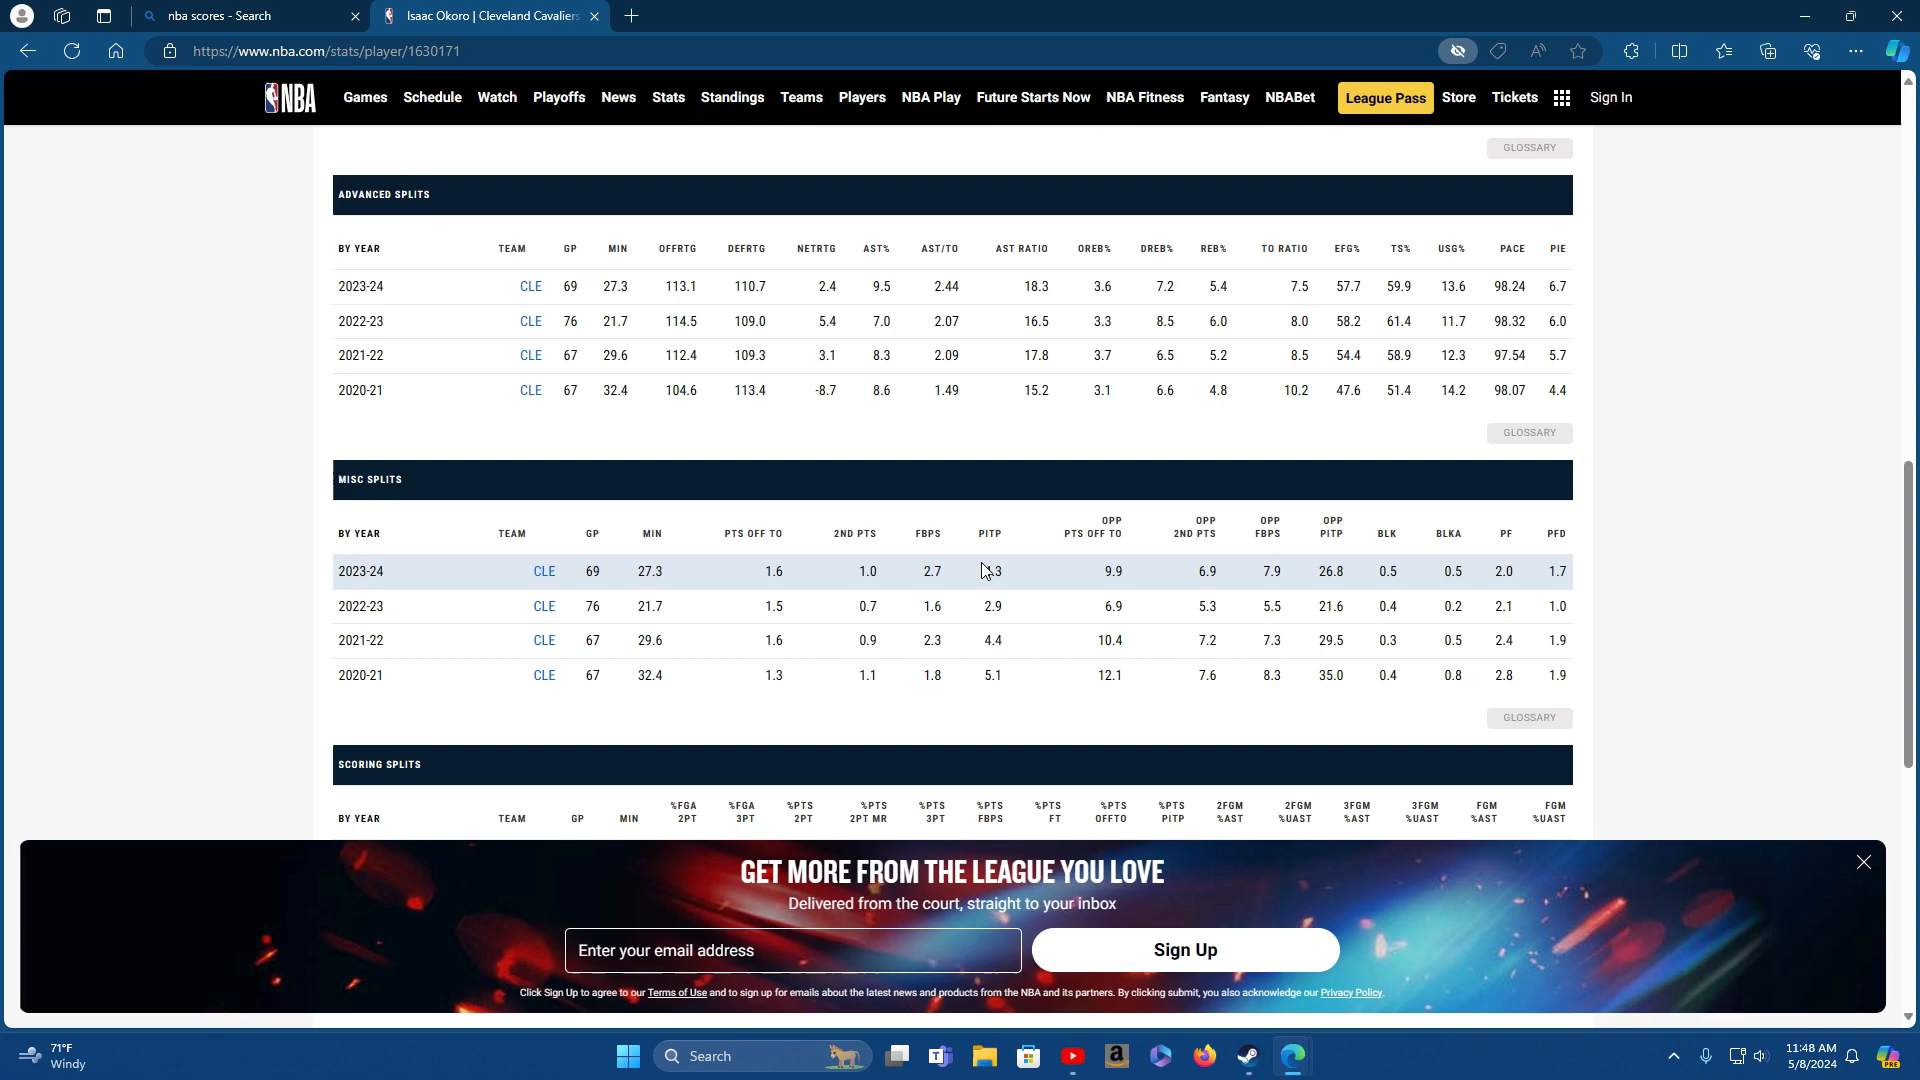 nba scores - Search
Isaac Okoro | Cleveland Cavaliers
https://www.nba.com/stats/player/1630171
NBA Games Schedule Watch Playoffs News Stats Standings Teams Players NBA Play Future Starts Now NBA Fitness Fantasy NBABet League Pass Store Tickets Sign In
GLOSSARY
ADVANCED SPLITS
BY YEAR TEAM GP MIN OFFRTG DEFRTG NETRTG AST% AST/TO AST RATIO OREB% DREB% REB% TO RATIO EFG% TS% USG% PACE PIE
2023-24 CLE 69 27.3 113.1 110.7 2.4 9.5 2.44 18.3 3.6 7.2 5.4 7.5 57.7 59.9 13.6 98.24 6.7
2022-23 CLE 76 21.7 114.5 109.0 5.4 7.0 2.07 16.5 3.3 8.5 6.0 8.0 58.2 61.4 11.7 98.32 6.0
2021-22 CLE 67 29.6 112.4 109.3 3.1 8.3 2.09 17.8 3.7 6.5 5.2 8.5 54.4 58.9 12.3 97.54 5.7
2020-21 CLE 67 32.4 104.6 113.4 -8.7 8.6 1.49 15.2 3.1 6.6 4.8 10.2 47.6 51.4 14.2 98.07 4.4
GLOSSARY
MISC SPLITS
OPP OPP OPP OPP
BY YEAR TEAM GP MIN PTS OFF TO 2ND PTS FBPS PITP PTS OFF TO 2ND PTS FBPS PITP BLK BLKA PF PFD
2023-24 CLE 69 27.3 1.6 1.0 2.7 .3 9.9 6.9 7.9 26.8 0.5 0.5 2.0 1.7
2022-23 CLE 76 21.7 1.5 0.7 1.6 2.9 6.9 5.3 5.5 21.6 0.4 0.2 2.1 1.0
2021-22 CLE 67 29.6 1.6 0.9 2.3 4.4 10.4 7.2 7.3 29.5 0.3 0.5 2.4 1.9
2020-21 CLE 67 32.4 1.3 1.1 1.8 5.1 12.1 7.6 8.3 35.0 0.4 0.8 2.8 1.9
GLOSSARY
SCORING SPLITS
%FGA %FGA %PTS %PTS %PTS %PTS %PTS %PTS %PTS 2FGM 2FGM 3FGM 3FGM FGM FGM
BY YEAR TEAM GP MIN 2PT 3PT 2PT 2PT MR 3PT FBPS FT OFFTO PITP %AST %UAST %AST %UAST %AST %UAST
GET MORE FROM THE LEAGUE YOU LOVE
Delivered from the court, straight to your inbox
Enter your email address Sign Up
Click Sign Up to agree to our Terms of Use and to sign up for emails about the latest news and products from the NBA and its partners. By clicking submit, you also acknowledge our Privacy Policy.
71°F
Windy
Search
11:48 AM
5/8/2024
PRE